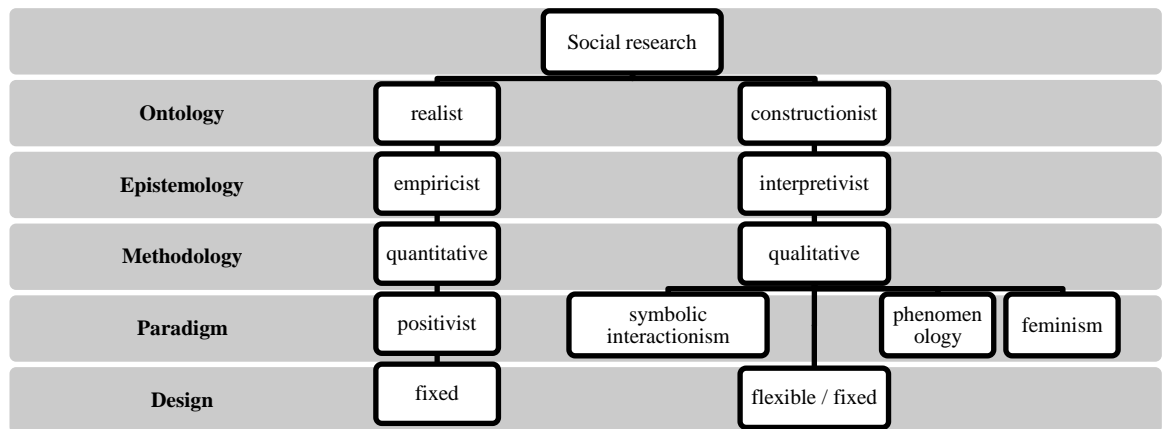 Social research
Ontology
realist
constructionist
Epistemology
empiricist
interpretivist
Methodology
quantitative
qualitative
Paradigm
positivist
symbolic
interactionism
phenomen
ology
feminism
Design
fixed
flexible / fixed